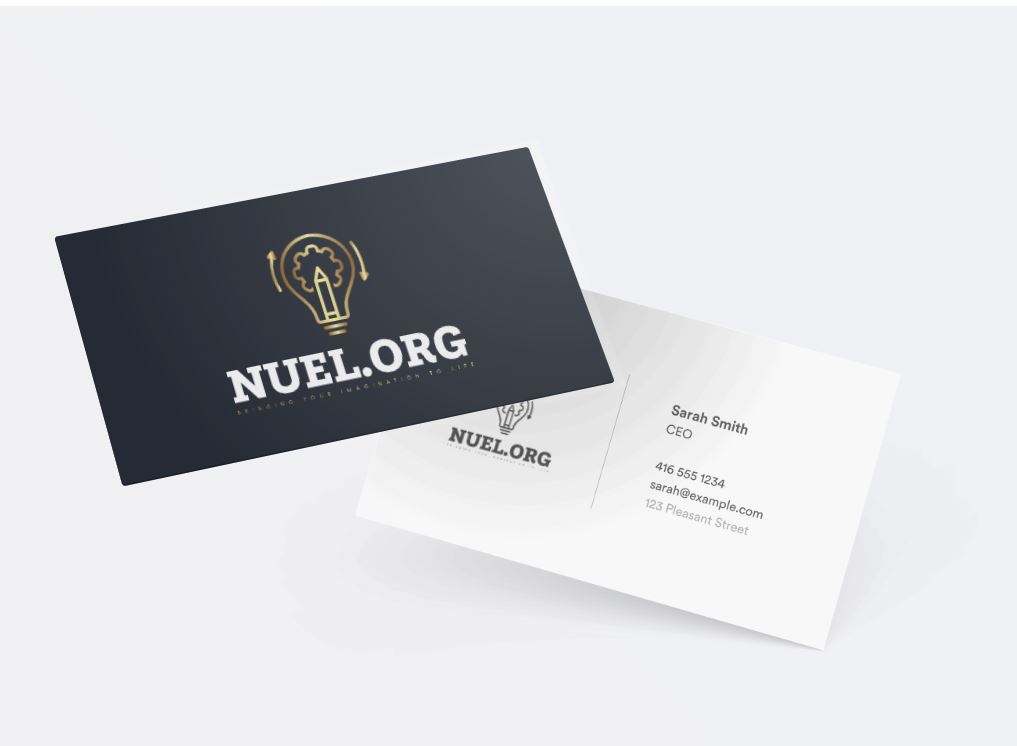 NUEL.ORG
BRINGING YOUR IMAGINATION TO LIFE
NUEL.ORG
Sarah Smith
CEO
416 555 1234
sarah@example.com
123 Pleasant Street